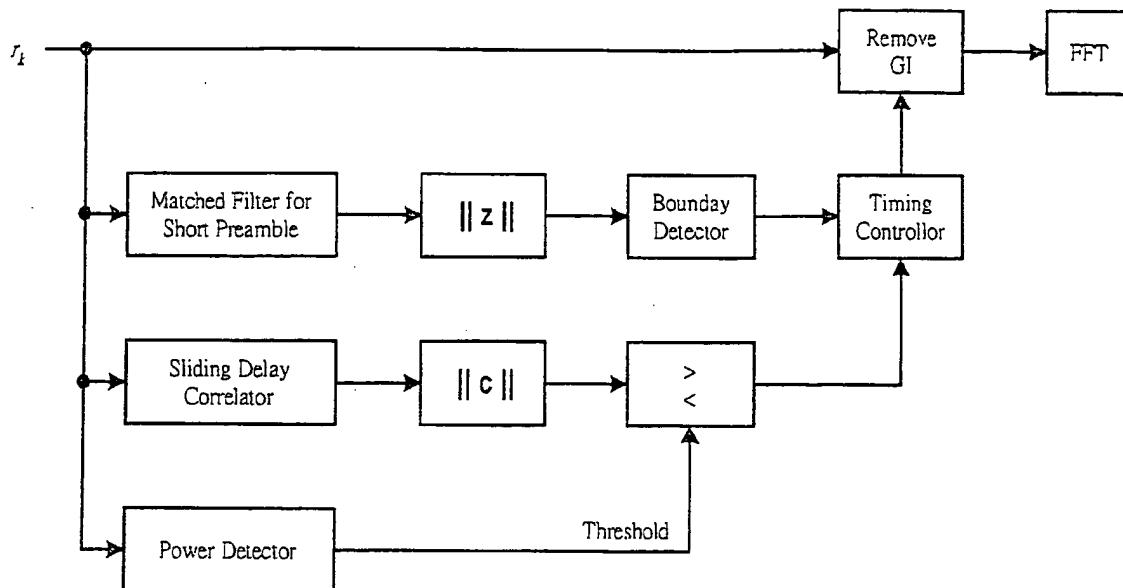 r_k
Remove
GI
FFT
Matched Filter for
Short Preamble
|| Z ||
Bounday
Detector
Timing
Controllor
Sliding Delay
Correlator
|| C ||
>
<
Threshold
Power Detector